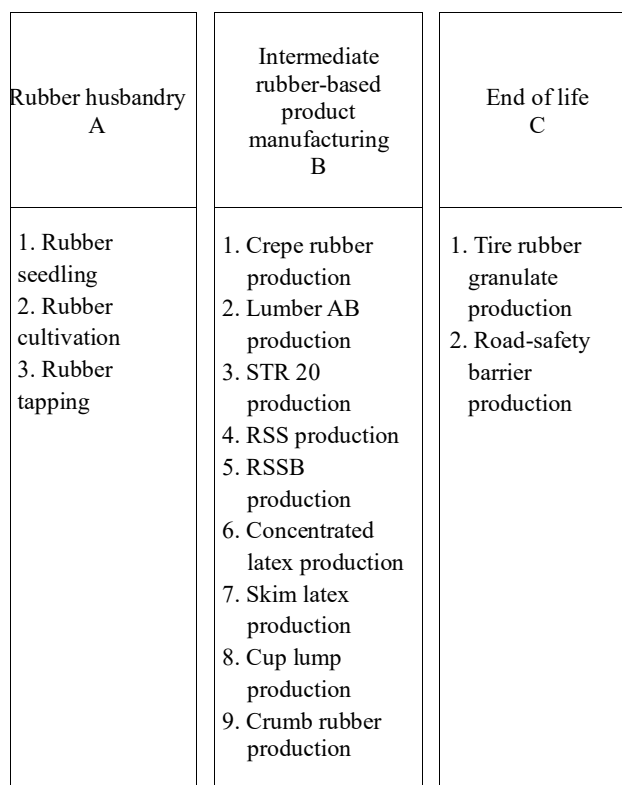 Rubber husbandry
A
Intermediate
rubber-based
product
manufacturing
B
End of life
C
1. Rubber
seedling
2. Rubber
cultivation
3. Rubber
tapping
1. Crepe rubber
production
2. Lumber AB
production
3. STR 20
production
4. RSS production
5. RSSB
production
6. Concentrated
latex production
7. Skim latex
production
8. Cup lump
production
9. Crumb rubber
production
1. Tire rubber
granulate
production
2. Road-safety
barrier
production